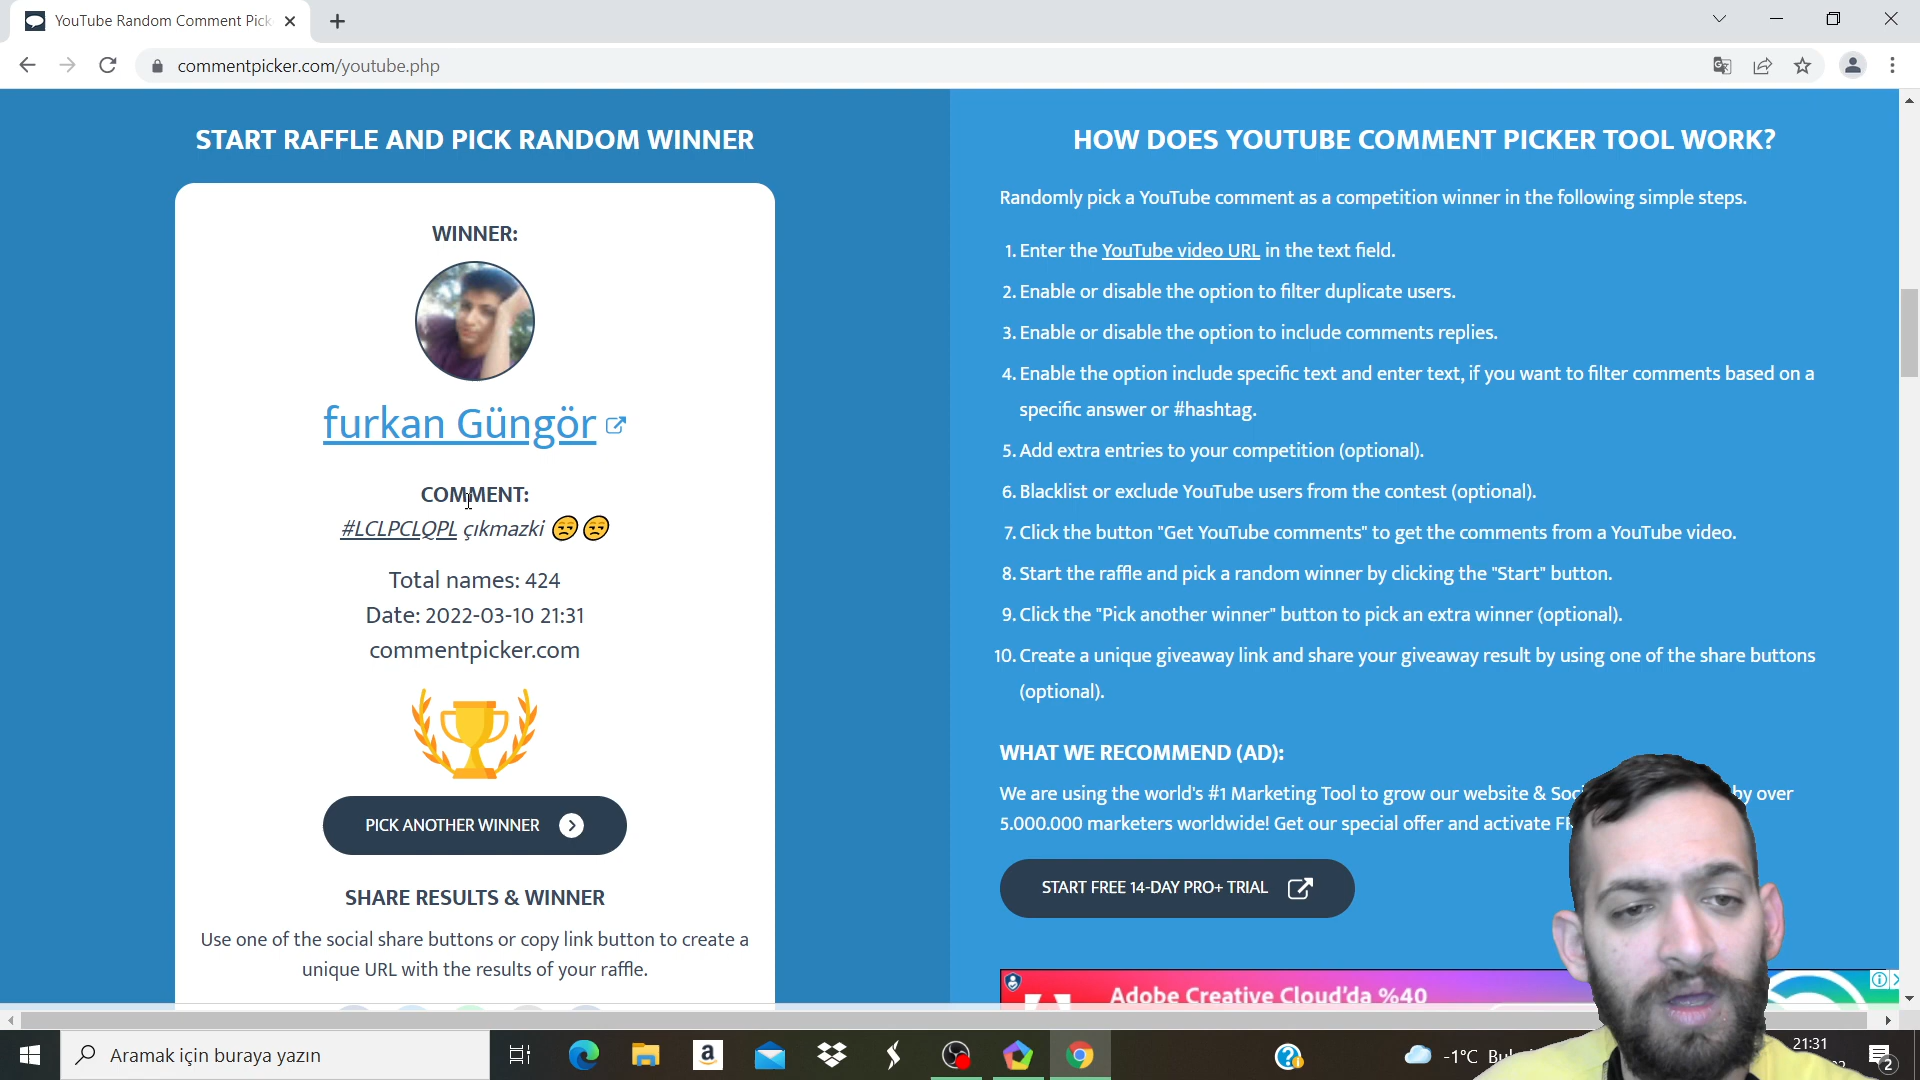 YouTube Random Comment Pick
commentpicker.com/youtube.php
START RAFFLE AND PICK RANDOM WINNER
WINNER:
furkan Güngör
COMMENT:
#LCLPCLQPL çıkmazki 😒😒
Total names: 424
Date: 2022-03-10 21:31
commentpicker.com
PICK ANOTHER WINNER
SHARE RESULTS & WINNER
Use one of the social share buttons or copy link button to create a
unique URL with the results of your raffle.
HOW DOES YOUTUBE COMMENT PICKER TOOL WORK?
Randomly pick a YouTube comment as a competition winner in the following simple steps.
1. Enter the YouTube video URL in the text field.
2. Enable or disable the option to filter duplicate users.
3. Enable or disable the option to include comments replies.
4. Enable the option include specific text and enter text, if you want to filter comments based on a
specific answer or #hashtag.
5. Add extra entries to your competition (optional).
6. Blacklist or exclude YouTube users from the contest (optional).
7. Click the button "Get YouTube comments" to get the comments from a YouTube video.
8. Start the raffle and pick a random winner by clicking the "Start" button.
9. Click the "Pick another winner" button to pick an extra winner (optional).
10. Create a unique giveaway link and share your giveaway result by using one of the share buttons
(optional).
WHAT WE RECOMMEND (AD):
We are using the world's #1 Marketing Tool to grow our website & by over
5.000.000 marketers worldwide! Get our special offer and activate
START FREE 14-DAY PRO+ TRIAL
Adobe Creative Cloud'da %40
Aramak için buraya yazın
-1°C
21:31
2